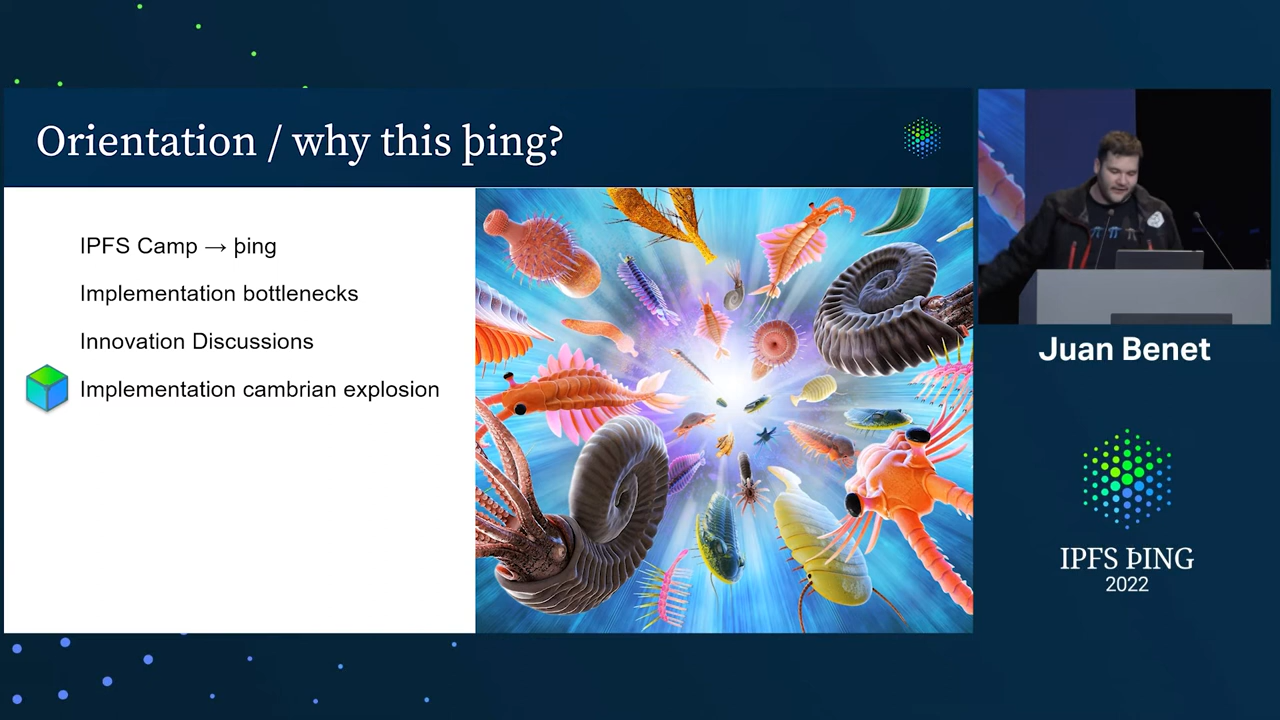 Orientation / why this þing?
IPFS Camp → þing
Implementation bottlenecks
Innovation Discussions
Implementation cambrian explosion
Juan Benet
IPFS ÞING
2022